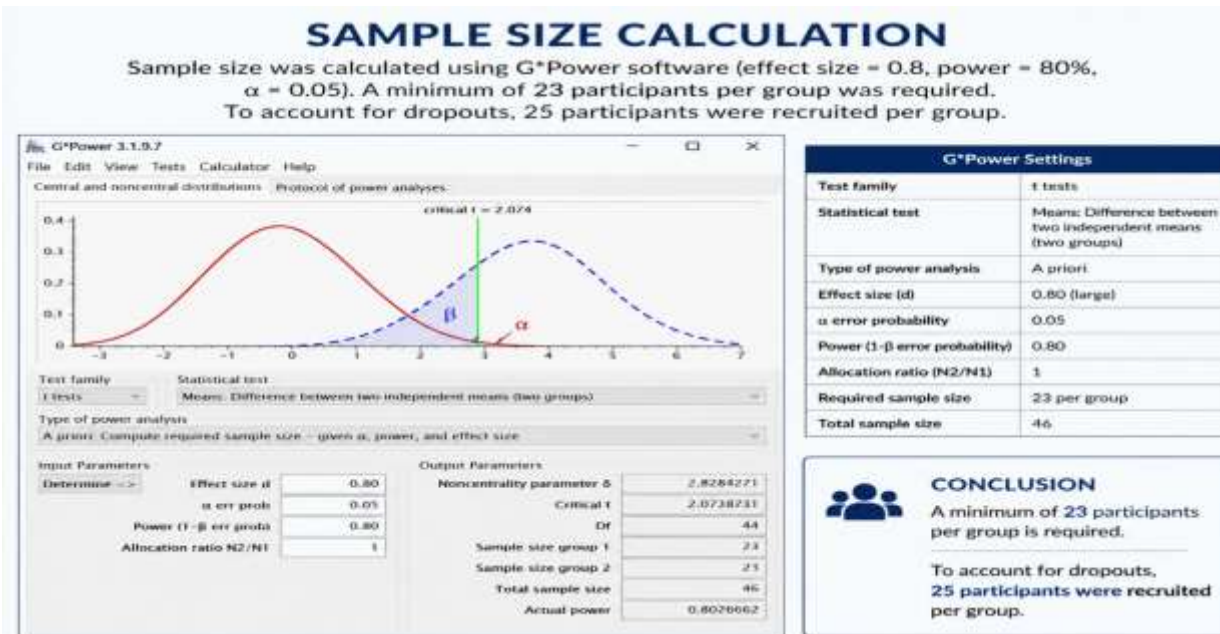 SAMPLE SIZE CALCULATION
Sample size was calculated using G*Power software (effect size = 0.8, power = 80%,
α = 0.05). A minimum of 23 participants per group was required.
To account for dropouts, 25 participants were recruited per group.
G*Power 3.1.9.7
File Edit View Tests Calculator Help
Central and noncentral distributions Protocol of power analyses
critical t = 2.074
0.4
0.3
0.2
0.1
0
β
α
-3 -2 -1 0 1 2 3 4 5 6 7
Test family Statistical test
t tests Means: Difference between two independent means (two groups)
Type of power analysis
A priori: Compute required sample size - given α, power, and effect size
Input Parameters
Determine ->
Effect size d 0.80
α err prob 0.05
Power (1-β err prob) 0.80
Allocation ratio N2/N1 1
Output Parameters
Noncentrality parameter δ 2.8284271
Critical t 2.0738731
Df 44
Sample size group 1 23
Sample size group 2 23
Total sample size 46
Actual power 0.8026662
G*Power Settings
Test family t tests
Statistical test Means: Difference between
two independent means
(two groups)
Type of power analysis A priori
Effect size (d) 0.80 (large)
α error probability 0.05
Power (1-β error probability) 0.80
Allocation ratio (N2/N1) 1
Required sample size 23 per group
Total sample size 46
CONCLUSION
A minimum of 23 participants
per group is required.
To account for dropouts,
25 participants were recruited
per group.